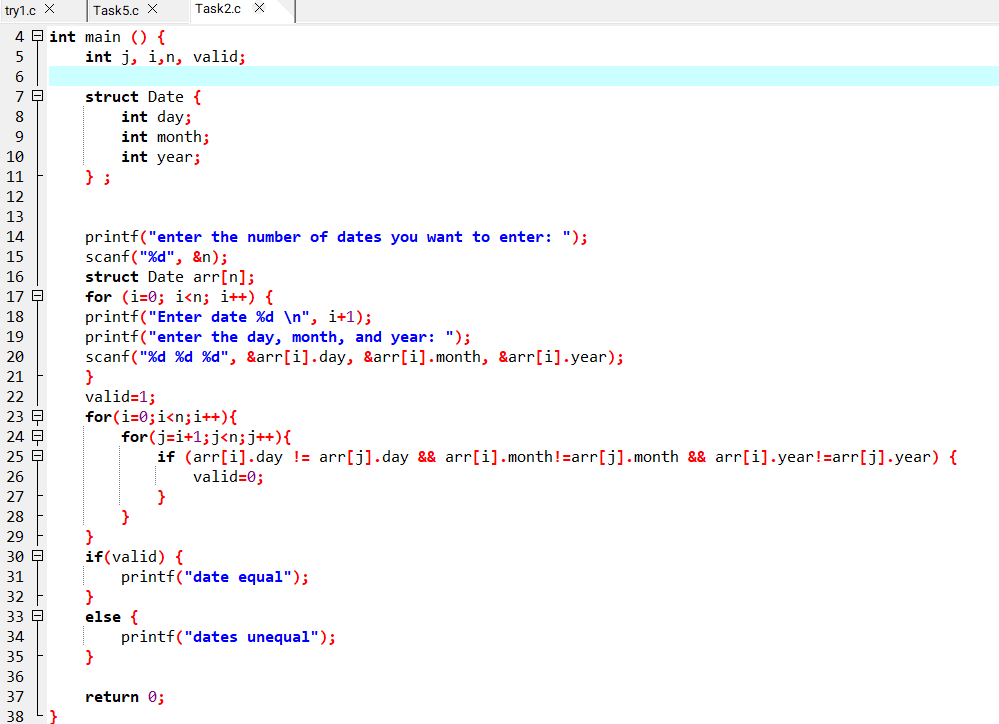 try1.c Task5.c Task2.c
4 int main () {
5 int j, i,n, valid;
6
7 struct Date {
8 int day;
9 int month;
10 int year;
11 } ;
12
13
14 printf("enter the number of dates you want to enter: ");
15 scanf("%d", &n);
16 struct Date arr[n];
17 for (i=0; i<n; i++) {
18 printf("Enter date %d \n", i+1);
19 printf("enter the day, month, and year: ");
20 scanf("%d %d %d", &arr[i].day, &arr[i].month, &arr[i].year);
21 }
22 valid=1;
23 for(i=0;i<n;i++){
24 for(j=i+1;j<n;j++){
25 if (arr[i].day != arr[j].day && arr[i].month!=arr[j].month && arr[i].year!=arr[j].year) {
26 valid=0;
27 }
28 }
29 }
30 if(valid) {
31 printf("date equal");
32 }
33 else {
34 printf("dates unequal");
35 }
36
37 return 0;
38 }